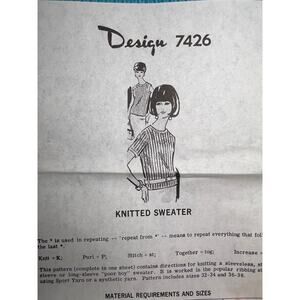 Design 7426
KNITTED SWEATER
The * is used in repeating -- "repeat from *" -- means to repeat everything that foll
the last *.
Knit = K; Purl = P; Stitch = st; Together = tog; Increase =
This pattern (complete in one sheet) contains directions for knitting a sleeveless, sh
sleeve or long-sleeve "poor boy" sweater. It is worked in the popular ribbing st
using Sport Yarn or a synthetic yarn. Pattern includes sizes 32-34 and 36-38.
MATERIAL REQUIREMENTS AND SIZES